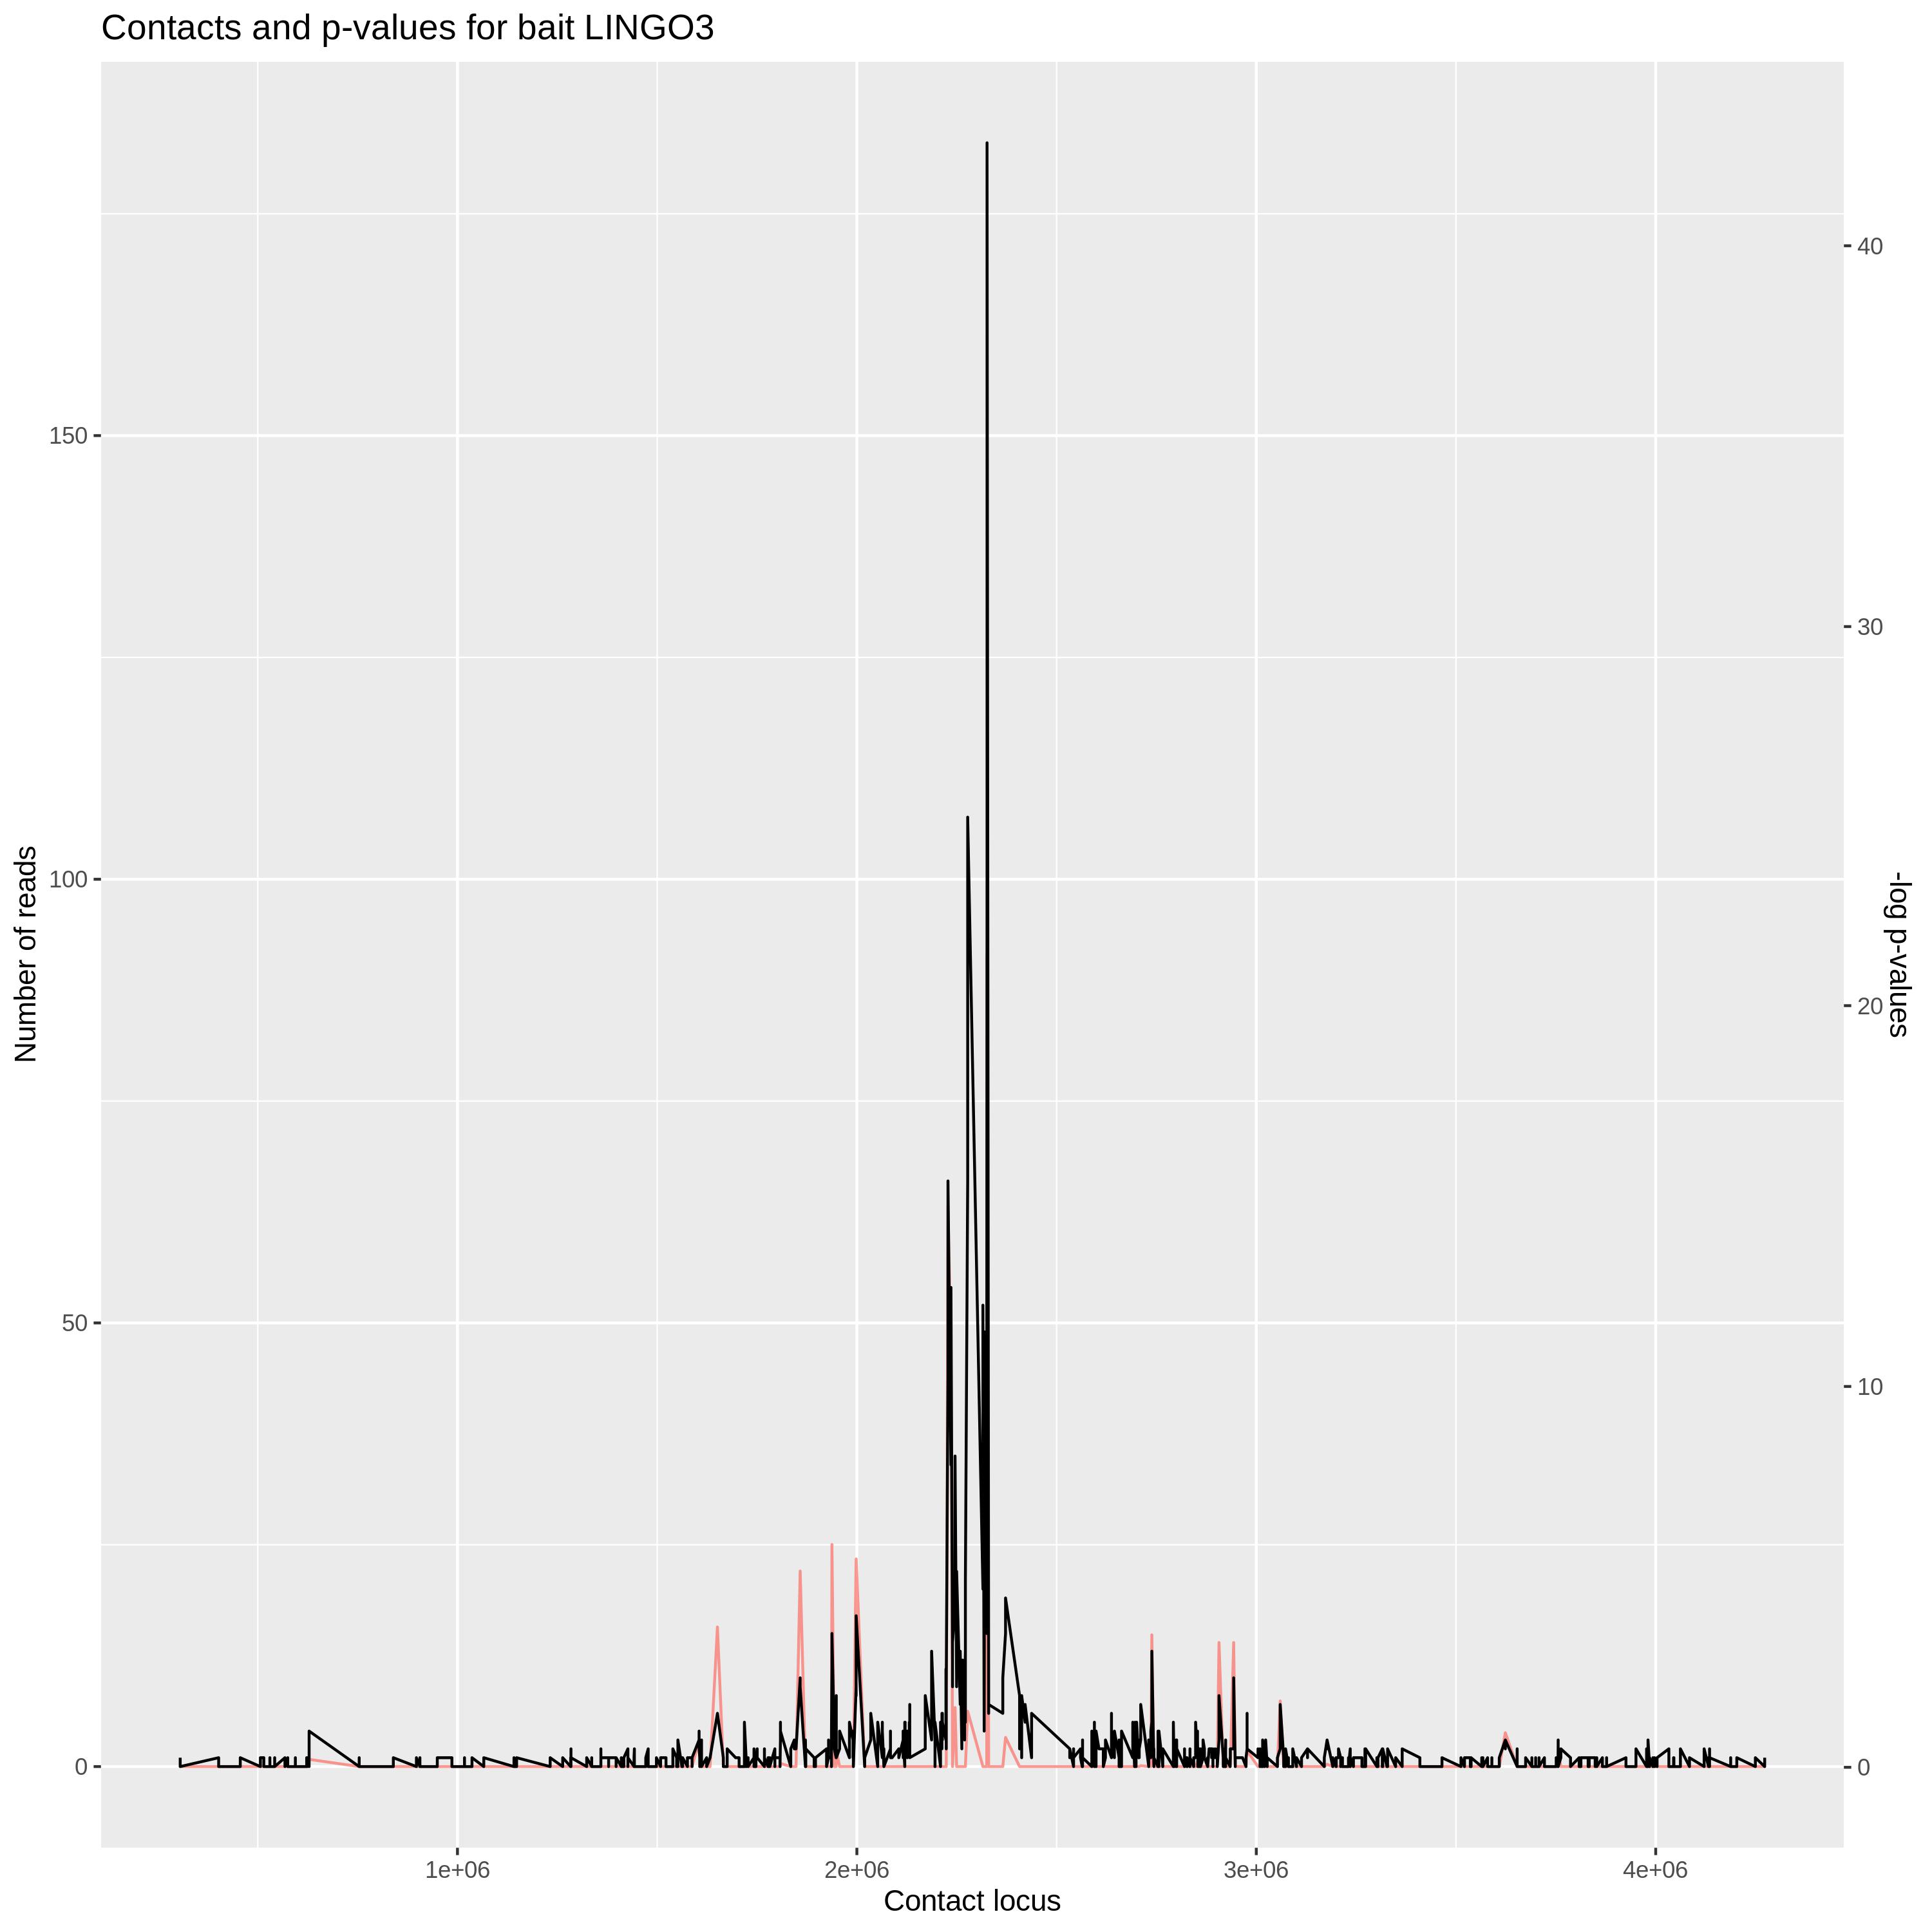 Contacts and p-values for bait LINGO3
Number of reads
150
100
50
0
40
30
20
10
0
-log p-values
1e+06 2e+06 3e+06 4e+06
Contact locus